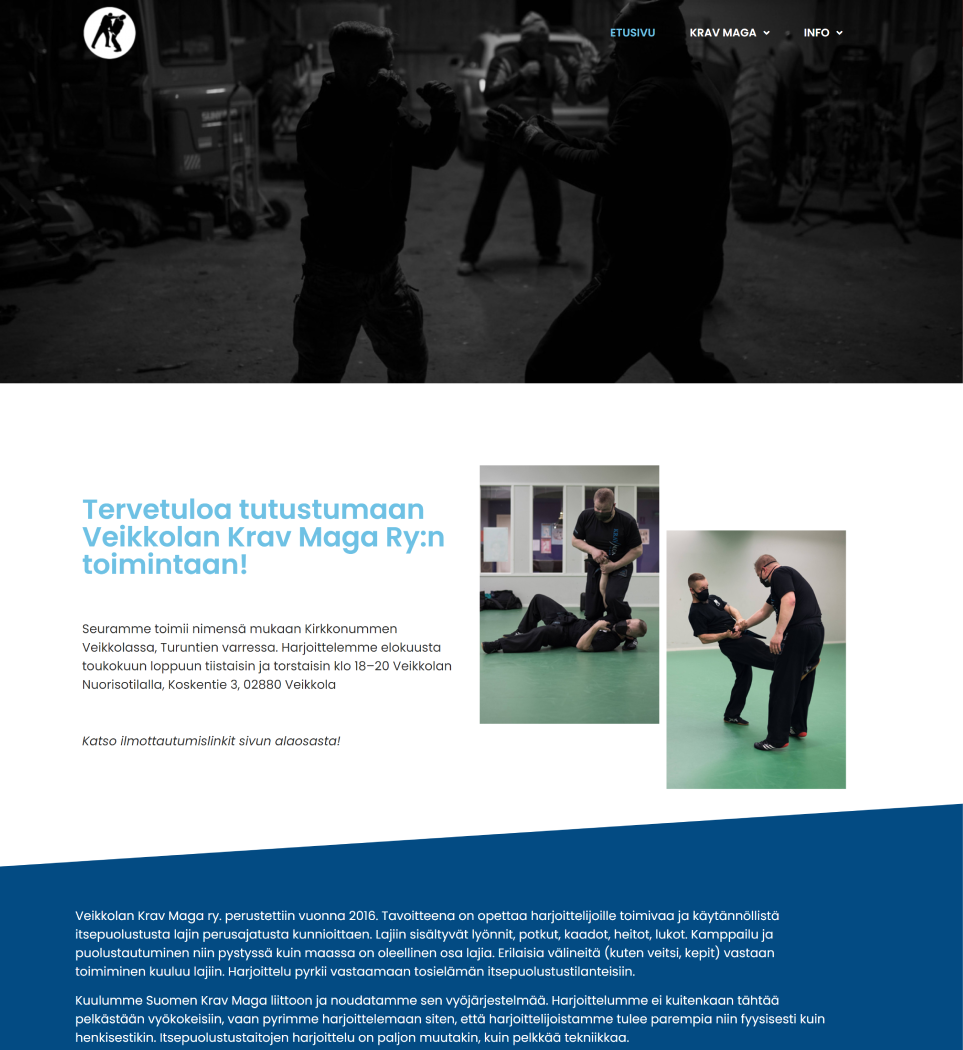 ETUSIVU
KRAV MAGA
INFO
Tervetuloa tutustumaan
Veikkolan Krav Maga Ry:n
toimintaan!
Seuramme toimii nimensä mukaan Kirkkonummen
Veikkolassa, Turuntien varressa. Harjoittelemme elokuusta
toukokuun loppuun tiistaisin ja torstaisin klo 18–20 Veikkolan
Nuorisotilalla, Koskentie 3, 02880 Veikkola
Katso ilmottautumislinkit sivun alaosasta!
Veikkolan Krav Maga ry. perustettiin vuonna 2016. Tavoitteena on opettaa harjoittelijoille toimivaa ja käytännöllistä
itsepuolustusta lajin perusajatusta kunnioittaen. Lajiin sisältyvät lyönnit, potkut, kaadot, heitot, lukot. Kamppailu ja
puolustautuminen niin pystyssä kuin maassa on oleellinen osa lajia. Erilaisia välineitä (kuten veitsi, kepit) vastaan
toimiminen kuuluu lajiin. Harjoittelu pyrkii vastaamaan tosielämän itsepuolustustilanteisiin.
Kuulumme Suomen Krav Maga liittoon ja noudatamme sen vyöjärjestelmää. Harjoittelumme ei kuitenkaan tähtää
pelkästään vyökokeisiin, vaan pyrimme harjoittelemaan siten, että harjoittelijoistamme tulee parempia niin fyysisesti kuin
henkisestikin. Itsepuolustustaitojen harjoittelu on paljon muutakin, kuin pelkkää tekniikkaa.